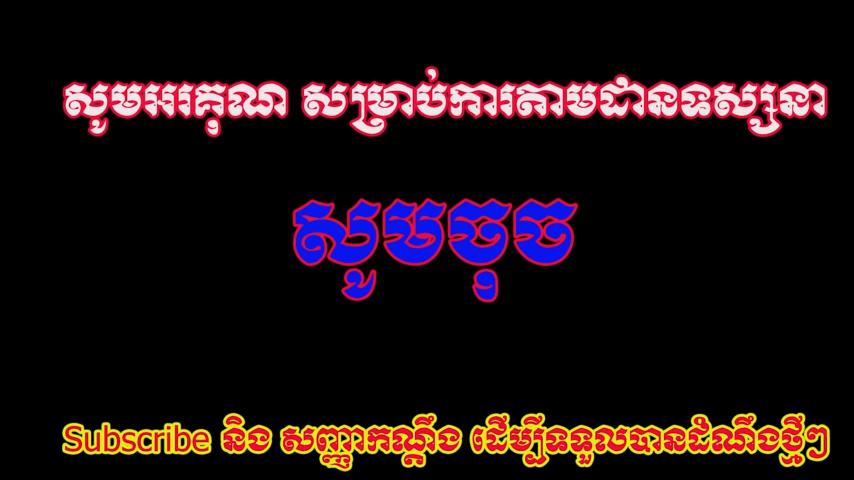 សូមអរគុណ សម្រាប់ការតាមដានទស្សនា
សូមចុច
Subscribe និង សញ្ញាកណ្ដឹង ដើម្បីទទួលបានដំណឹងថ្មីៗ